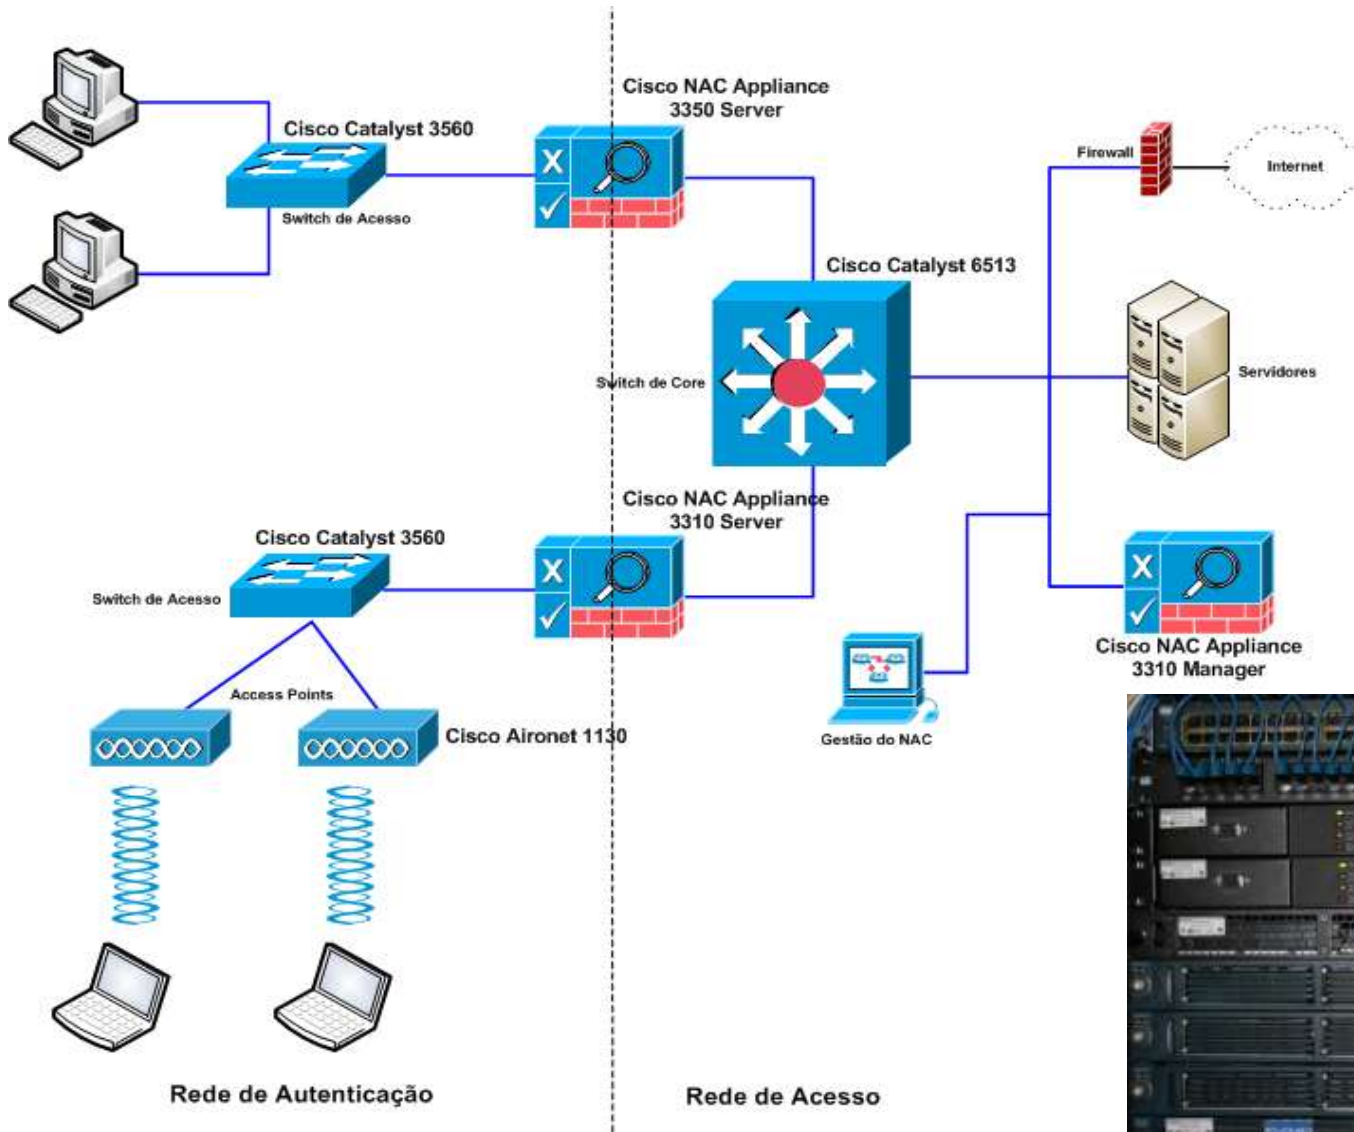 Cisco NAC Appliance
3350 Server
Cisco Catalyst 3560
Switch de Acesso
Firewall
Internet
Cisco Catalyst 6513
Switch de Core
Servidores
Cisco NAC Appliance
3310 Server
Cisco Catalyst 3560
Switch de Acesso
Cisco NAC Appliance
3310 Manager
Access Points
Cisco Aironet 1130
Gestão do NAC
Rede de Autenticação
Rede de Acesso